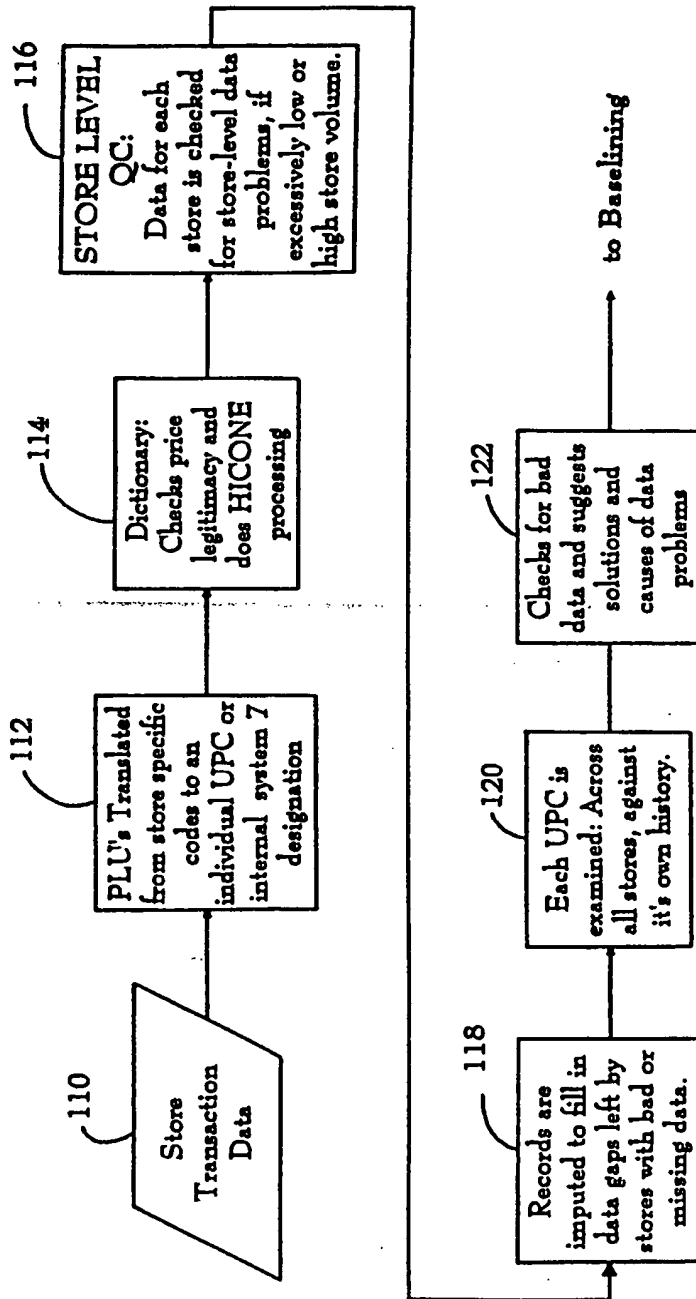 110
Store
Transaction
Data
112
PLU's Translated
from store specific
codes to an
individual UPC or
internal system 7
designation
114
Dictionary:
Checks price
legitimacy and
does HICONE
processing
116
STORE LEVEL
QC:
Data for each
store is checked
for store-level data
problems, if
excessively low or
high store volume.
118
Records are
imputed to fill in
data gaps left by
stores with bad or
missing data.
120
Each UPC is
examined: Across
all stores, against
it's own history.
122
Checks for bad
data and suggests
solutions and
causes of data
problems
to Baselining